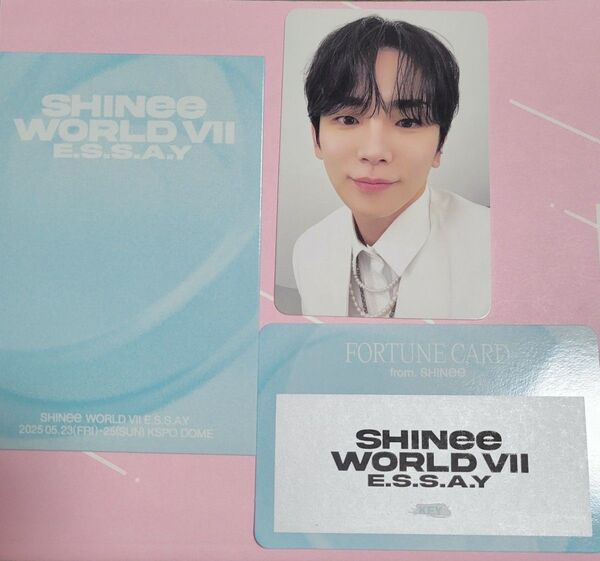 SHINee
WORLD VII
E.S.S.A.Y
SHINee WORLD VII E.S.S.AY
2025 05.23(FRI)-25(SUN) KSPO DOME
FORTUNE CARD
from. SHINee
SHINee
WORLD VII
E.S.S.A.Y
KEY